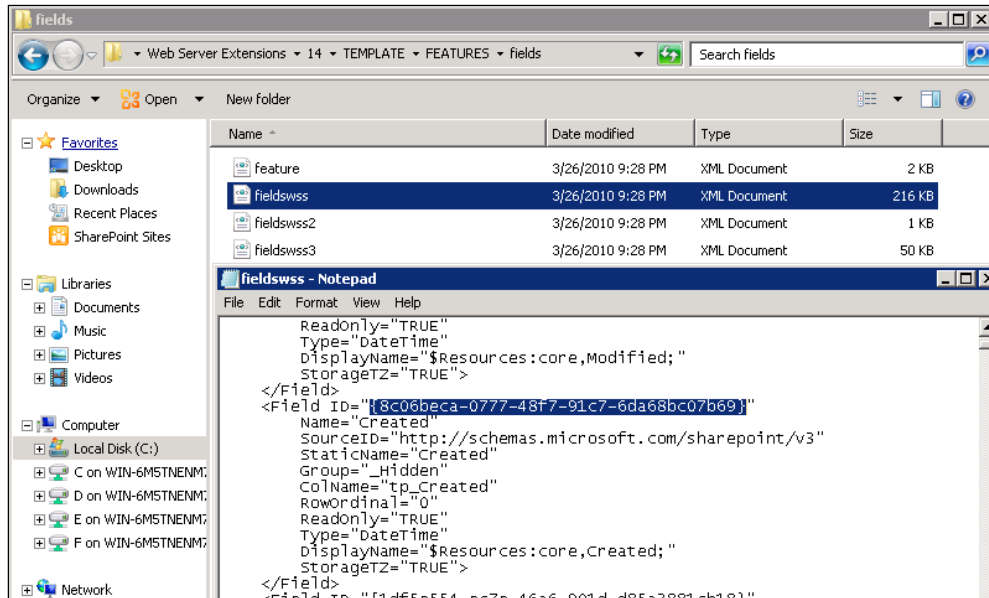 fields
Web Server Extensions 14 TEMPLATE FEATURES fields
Search fields
Organize Open New folder
Name Date modified Type Size
Favorites
Desktop
Downloads
Recent Places
SharePoint Sites
Libraries
Documents
Music
Pictures
Videos
Computer
Local Disk (C:)
C on WIN-6M5TNENM7
D on WIN-6M5TNENM7
E on WIN-6M5TNENM7
F on WIN-6M5TNENM7
Network
feature 3/26/2010 9:28 PM XML Document 2 KB
fieldswss 3/26/2010 9:28 PM XML Document 216 KB
fieldswss2 3/26/2010 9:28 PM XML Document 1 KB
fieldswss3 3/26/2010 9:28 PM XML Document 50 KB
fieldswss - Notepad
File Edit Format View Help
ReadOnly="TRUE"
Type="DateTime"
DisplayName="$Resources:core,Modified;"
StorageTZ="TRUE">
</Field>
<Field ID="{8c06beca-0777-48f7-91c7-6da68bc07b69}"
Name="Created"
SourceID="http://schemas.microsoft.com/sharepoint/v3"
StaticName="Created"
Group="_Hidden"
ColName="tp_Created"
RowOrdinal="0"
ReadOnly="TRUE"
Type="DateTime"
DisplayName="$Resources:core,Created;"
StorageTZ="TRUE">
</Field>
<Field ID=